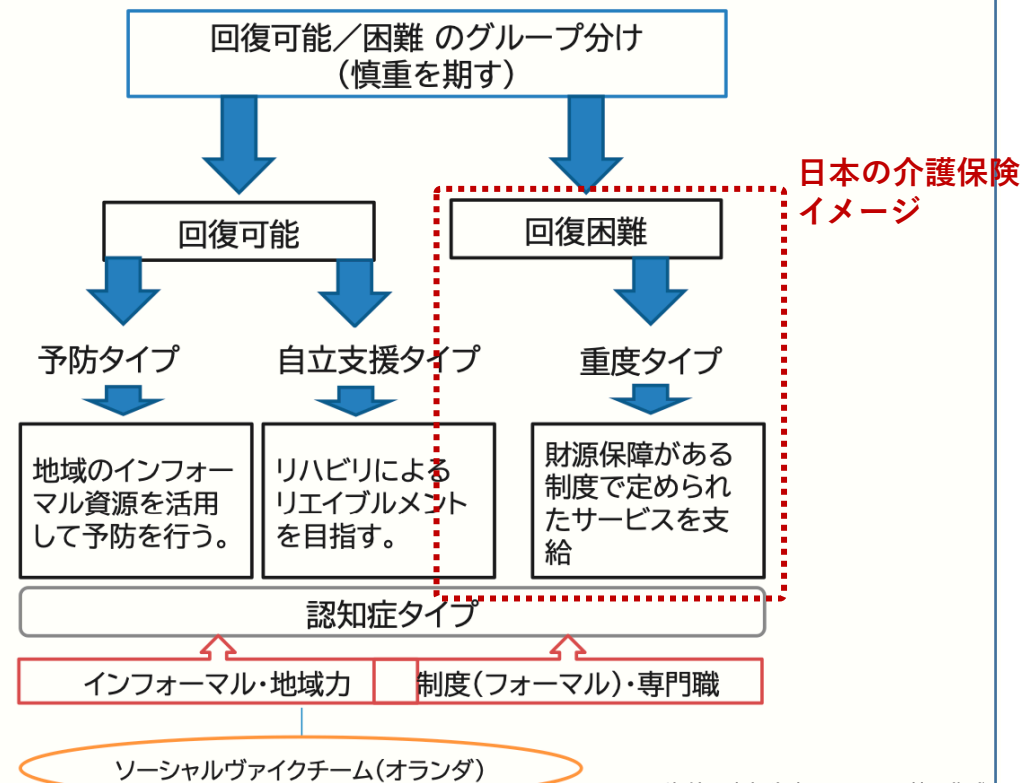 回復可能／困難 のグループ分け
（慎重を期す）
日本の介護保険
イメージ
回復可能
回復困難
予防タイプ
自立支援タイプ
重度タイプ
地域のインフォー
マル資源を活用
して予防を行う。
リハビリによる
リエイブルメント
を目指す。
財源保障がある
制度で定められ
たサービスを支
給
認知症タイプ
インフォーマル・地域力
制度（フォーマル）・専門職
ソーシャルヴァイクチーム（オランダ）